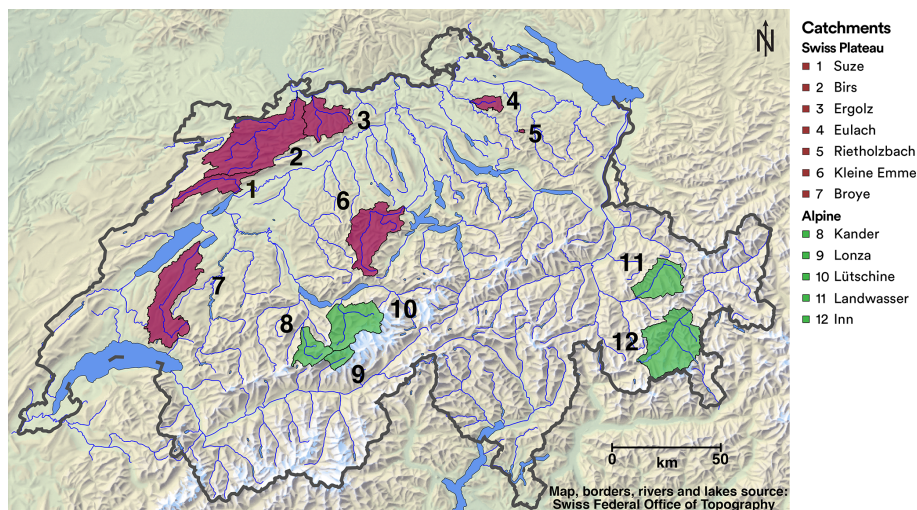 N
Catchments
Swiss Plateau
1 Suze
2 Birs
3 Ergolz
4 Eulach
5 Rietholzbach
6 Kleine Emme
7 Broye
Alpine
8 Kander
9 Lonza
10 Lütschine
11 Landwasser
12 Inn
4
3
5
2
1
6
11
7
10
8
12
9
0 50
km
Map, borders, rivers and lakes source:
Swiss Federal Office of Topography